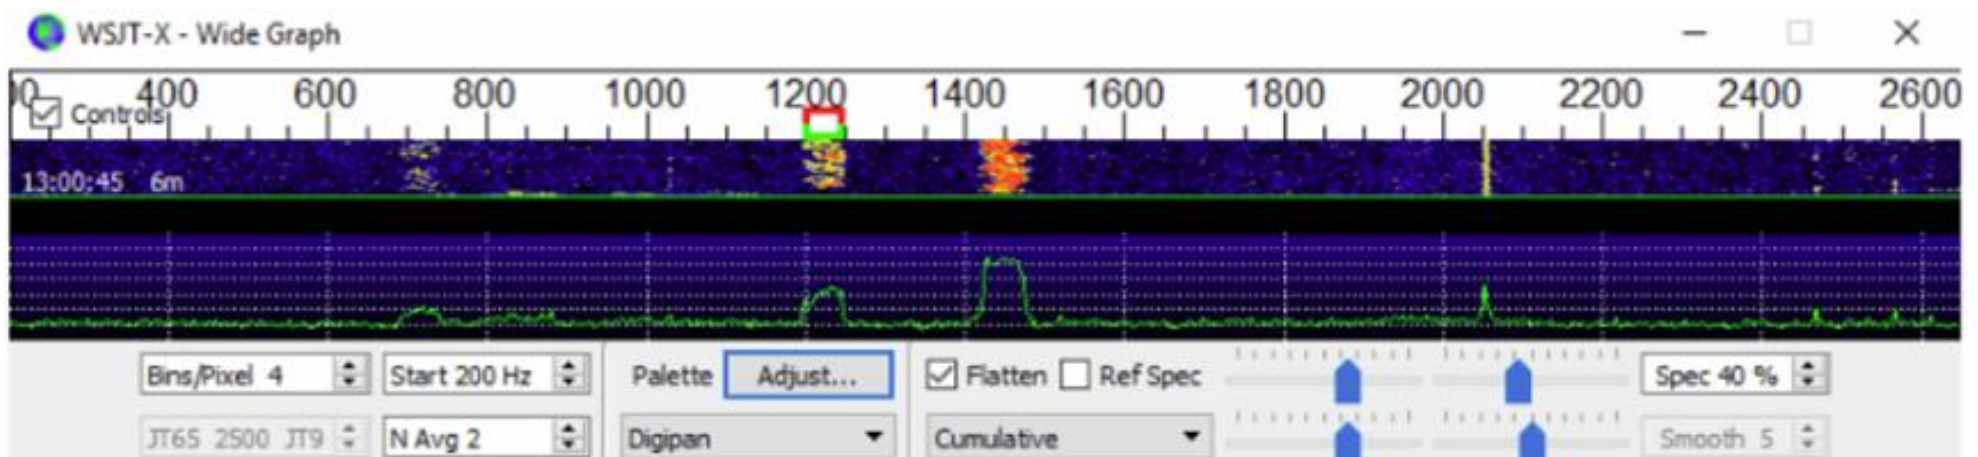 WSJT-X - Wide Graph
00 400 600 800 1000 1200 1400 1600 1800 2000 2200 2400 2600
Controls
13:00:45 6m
Bins/Pixel 4 Start 200 Hz Palette Adjust... Flatten Ref Spec Spec 40 %
JT65 2500 JT9 N Avg 2 Digipan Cumulative Smooth 5